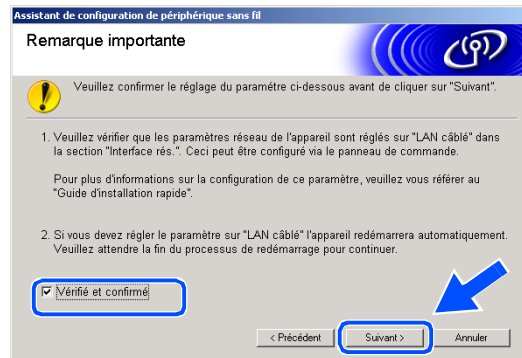 Assistant de configuration de périphérique sans fil
Remarque importante
Veuillez confirmer le réglage du paramétre ci-dessous avant de cliquer sur "Suivant".
1. Veuillez vérifier que les paramètres réseau de l'appareil sont réglés sur "LAN câblé" dans
la section "Interface rés.". Ceci peut être configuré via le panneau de commande.
Pour plus d'informations sur la configuration de ce paramètre, veuillez vous référer au
"Guide d'installation rapide".
2. Si vous devez régler le paramètre sur "LAN câblé" l'appareil redémarrera automatiquement.
Veuillez attendre la fin du processus de redémarrage pour continuer.
Vérifié et confirmé
< Précédent
Suivant >
Annuler